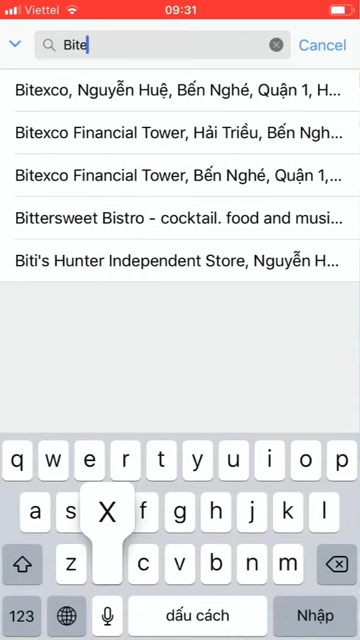 Viettel 09:31
Bite Cancel
Bitexco, Nguyễn Huệ, Bến Nghé, Quận 1, H...
Bitexco Financial Tower, Hải Triều, Bến Ngh...
Bitexco Financial Tower, Bến Nghé, Quận 1,...
Bittersweet Bistro - cocktail. food and musi...
Biti's Hunter Independent Store, Nguyễn H...
q w e r t y u i o p
a s X f g h j k l
z c v b n m
123 dấu cách Nhập